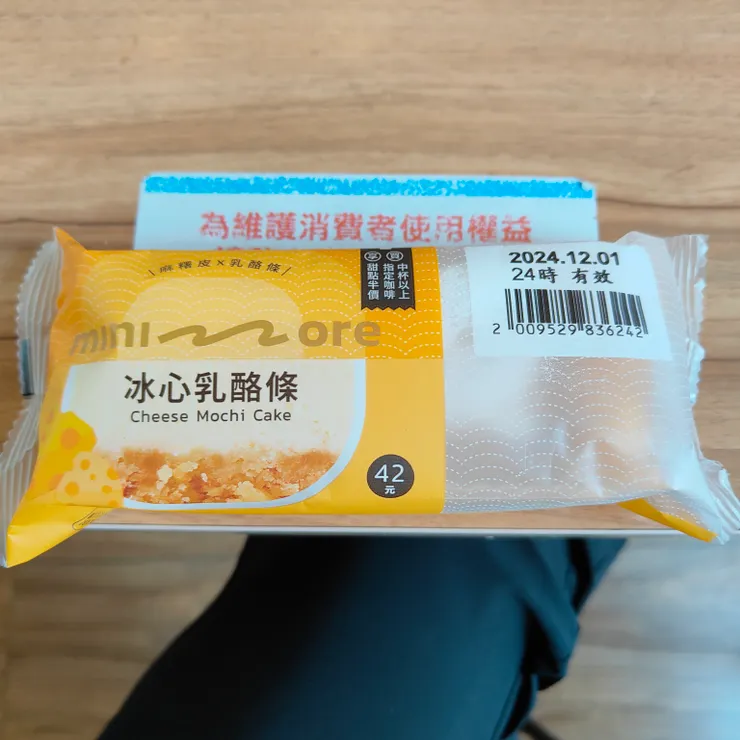 為維護消費者使用權益
麻糬皮 x 乳酪條
mini more
冰心乳酪條
Cheese Mochi Cake
買
中杯以上
指定咖啡
享
甜點半價
42
元
2024.12.01
24時 有效
2 009529 836242